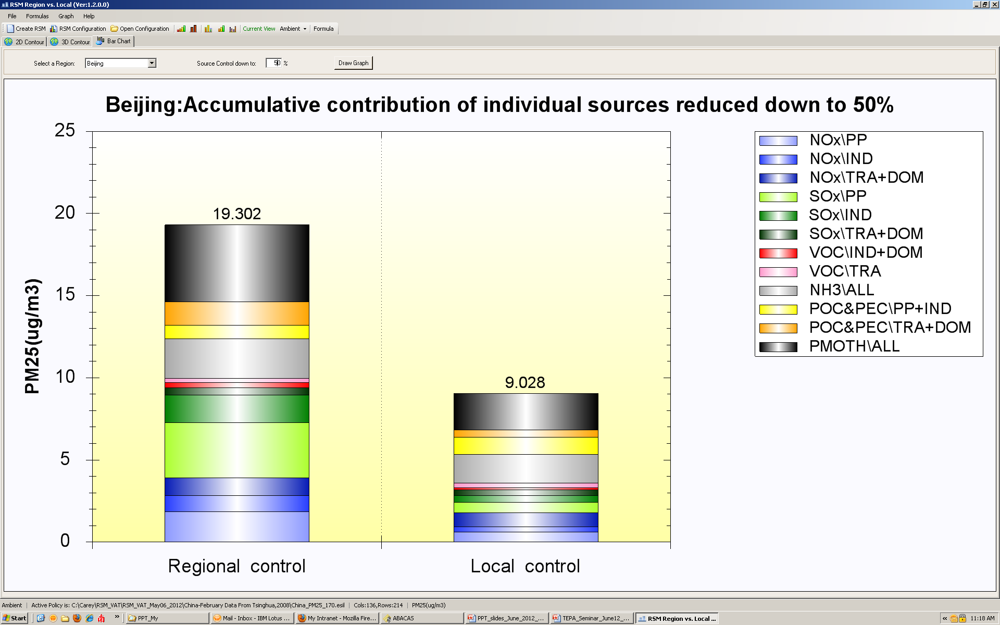 RSM Region vs. Local (Ver:1.2.0.0)
File Formulas Graph Help
Create RSM RSM Configuration Open Configuration Current View Ambient Formula
2D Contour 3D Contour Bar Chart
Select a Region: Beijing Source Control down to: 50 % Draw Graph
Beijing:Accumulative contribution of individual sources reduced down to 50%
25
20
15
10
5
0
PM25(ug/m3)
19.302
9.028
Regional control
Local control
NOx\PP
NOx\IND
NOx\TRA+DOM
SOx\PP
SOx\IND
SOx\TRA+DOM
VOC\IND+DOM
VOC\TRA
NH3\ALL
POC&PEC\PP+IND
POC&PEC\TRA+DOM
PMOTH\ALL
Ambient | Active Policy is: C:\Carey\RSM_VAT\RSM_VAT_May06_2012\China-February Data From Tsinghua,2008\China_PM25_170.esil | Cols:136,Rows:214 | PM25(ug/m3)
Start » PPT_My Mail - Inbox - IBM Lotus ... My Intranet - Mozilla Fire... ABACAS PPT_slides_June_2012_... TEPA_Seminar_June12_... RSM Region vs. Local ... « 11:18 AM